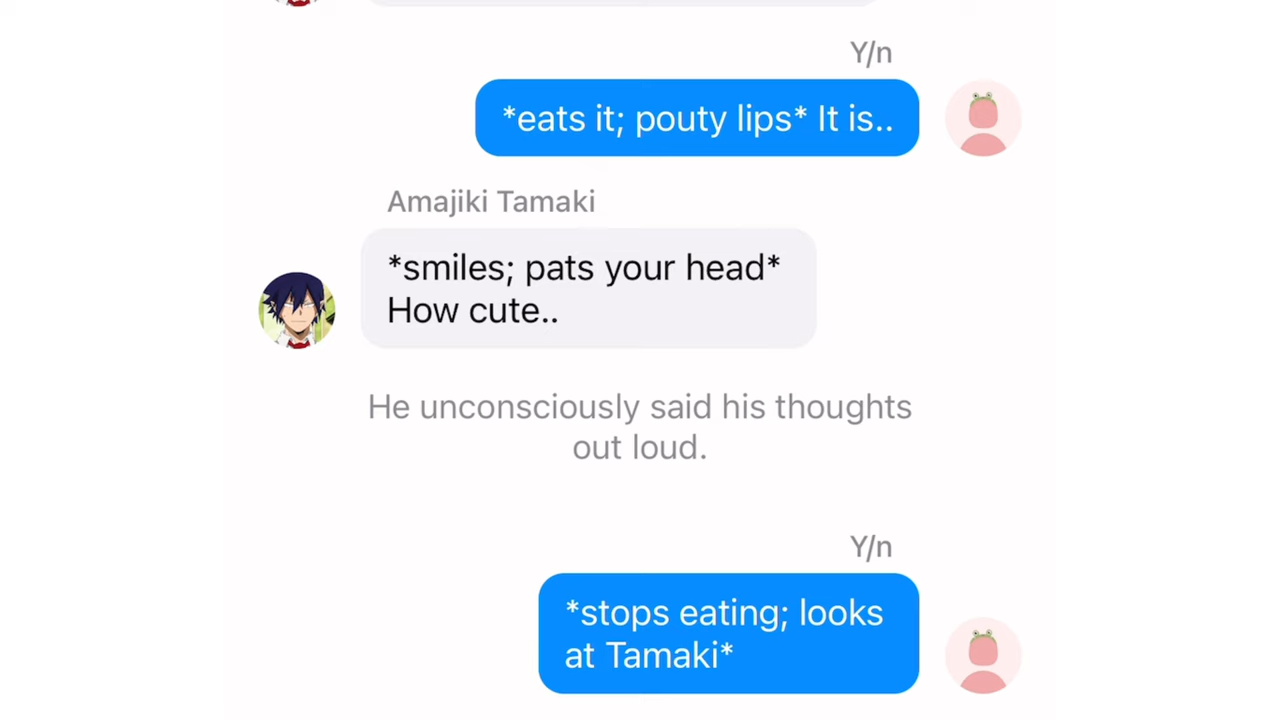 Y/n
*eats it; pouty lips* It is..
Amajiki Tamaki
*smiles; pats your head*
How cute..
He unconsciously said his thoughts
out loud.
Y/n
*stops eating; looks
at Tamaki*